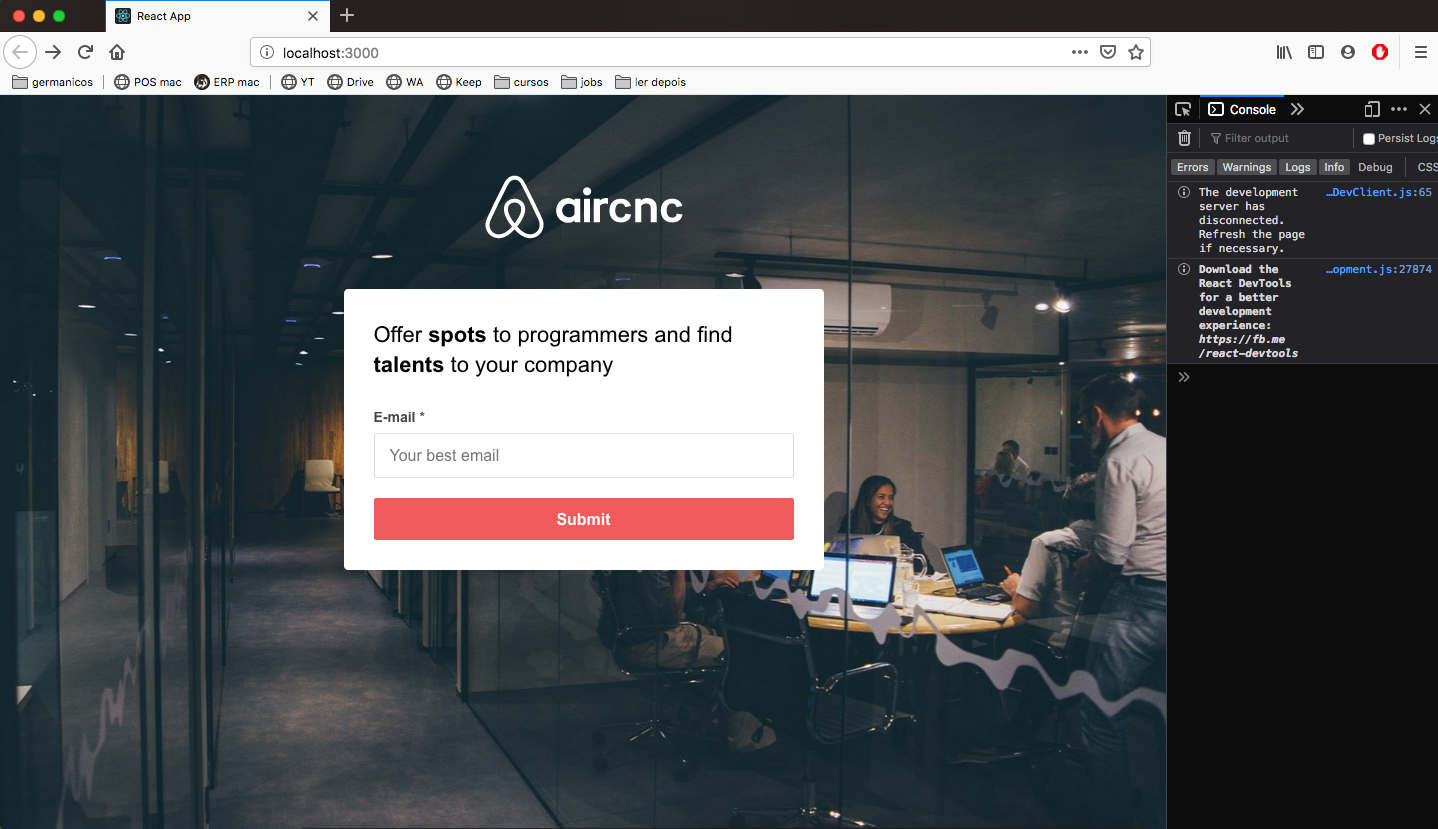 React App
localhost:3000
germanicos POS mac ERP mac YT Drive WA Keep cursos jobs ler depois
aircnc
Offer spots to programmers and find
talents to your company
E-mail *
Your best email
Submit
Console
Filter output Persist Logs
Errors Warnings Logs Info Debug CSS
The development …DevClient.js:65
server has
disconnected.
Refresh the page
if necessary.
Download the …opment.js:27874
React DevTools
for a better
development
experience:
https://fb.me
/react-devtools